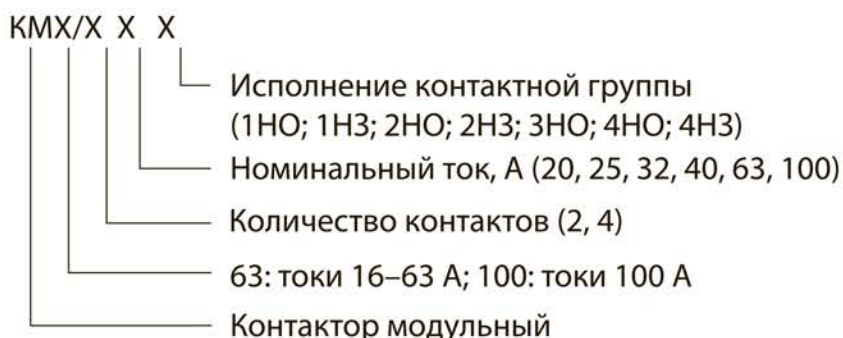 КМХ/Х Х Х
Исполнение контактной группы
(1НО; 1НЗ; 2НО; 2НЗ; 3НО; 4НО; 4НЗ)
Номинальный ток, А (20, 25, 32, 40, 63, 100)
Количество контактов (2, 4)
63: токи 16–63 А; 100: токи 100 А
Контактор модульный